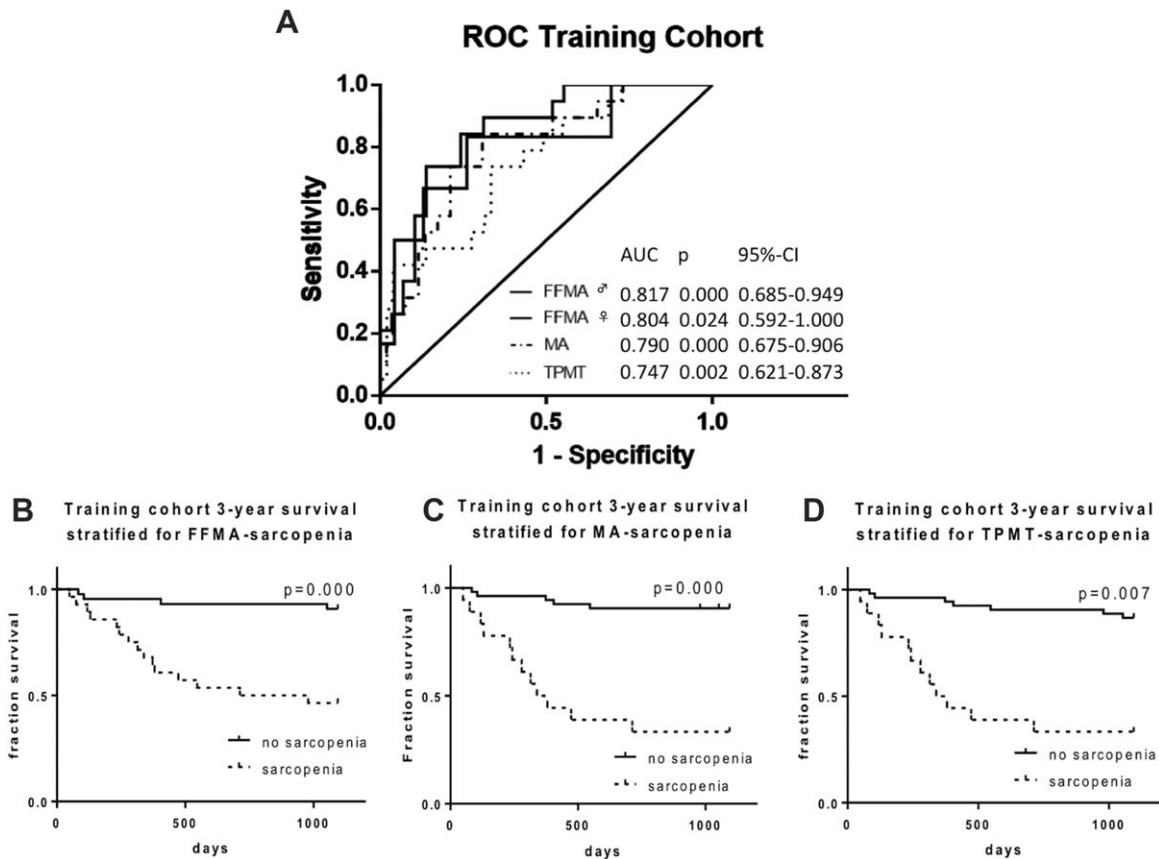 A
ROC Training Cohort
1.0
0.8
0.6
0.4
0.2
0.0
Sensitivity
0.0 0.5 1.0
1 - Specificity
AUC p 95%-CI
FFMA ♂ 0.817 0.000 0.685-0.949
FFMA ♀ 0.804 0.024 0.592-1.000
MA 0.790 0.000 0.675-0.906
TPMT 0.747 0.002 0.621-0.873
B
Training cohort 3-year survival
stratified for FFMA-sarcopenia
p=0.000
1.0
0.5
0.0
fraction survival
no sarcopenia
sarcopenia
0 500 1000
days
C
Training cohort 3-year survival
stratified for MA-sarcopenia
p=0.000
1.0
0.5
0.0
Fraction survival
no sarcopenia
sarcopenia
0 500 1000
days
D
Training cohort 3-year survival
stratified for TPMT-sarcopenia
p=0.007
1.0
0.5
0.0
fraction survival
no sarcopenia
sarcopenia
0 500 1000
days